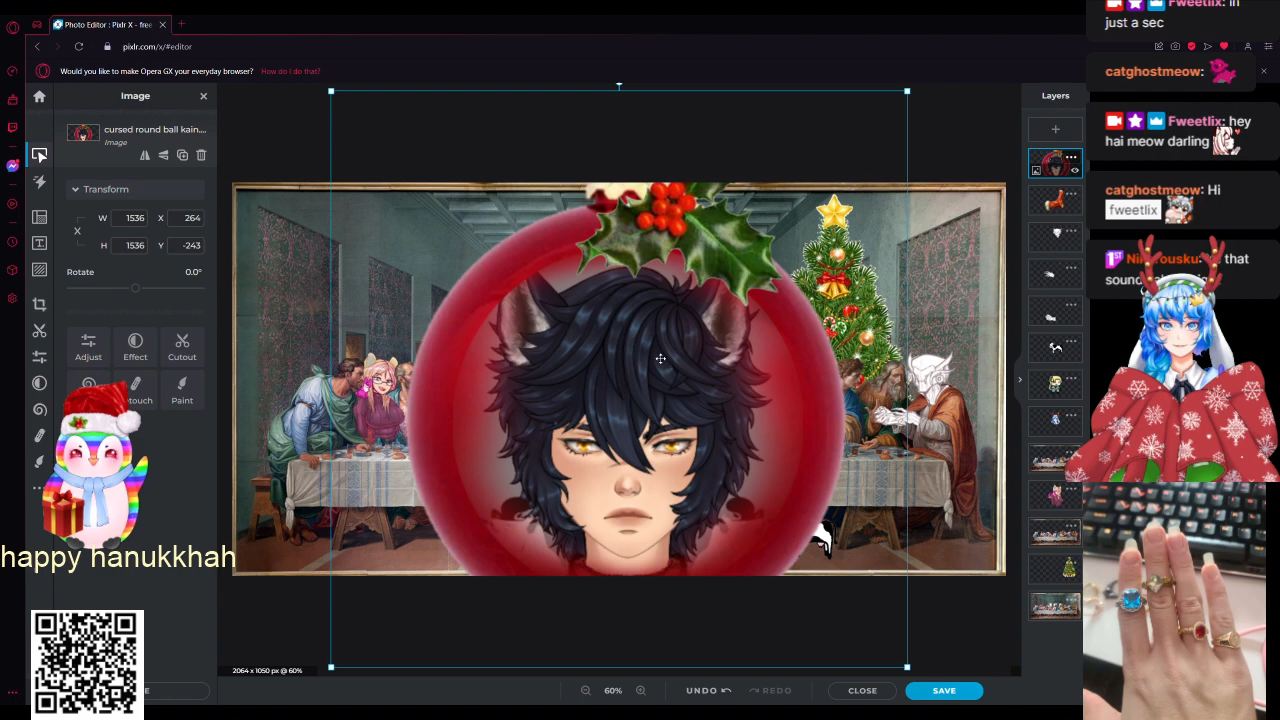 Photo Editor : Pixlr X - free
pixlr.com/x/#editor
Would you like to make Opera GX your everyday browser? How do I do that?
Image
cursed round ball kain....
Image
Transform
W 1536 X 264
X
H 1536 Y -243
Rotate 0.0°
Adjust Effect Cutout
touch Paint
happy hanukkhah
2064 x 1050 px @ 60%
60% UNDO REDO CLOSE SAVE
Layers
Fweetlix: in
just a sec
catghostmeow:
Fweetlix: hey
hai meow darling
catghostmeow: Hi
fweetlix
1ST
that